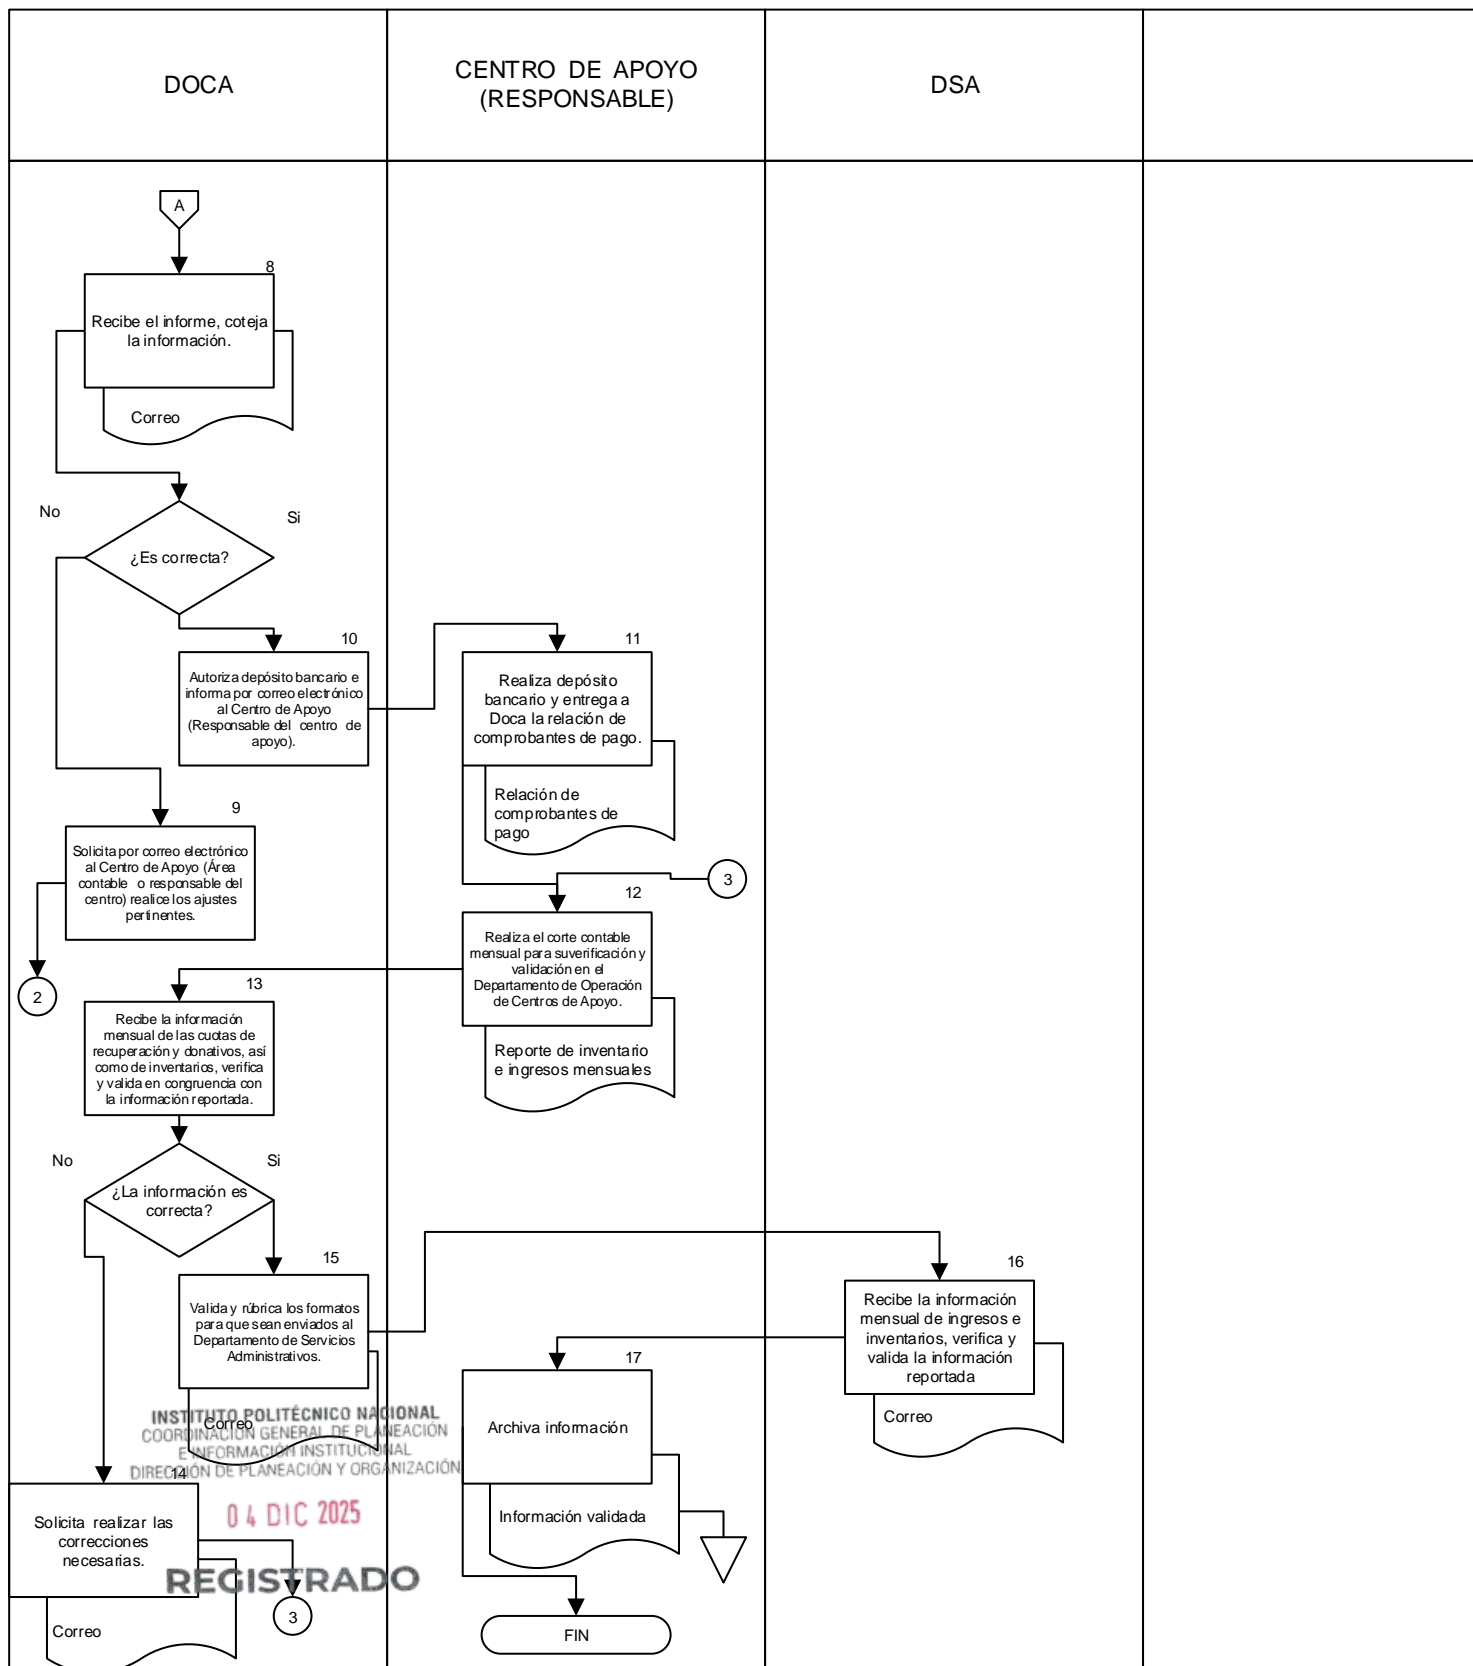 DOCA
CENTRO DE APOYO
(RESPONSABLE)
DSA
A
8
Recibe el informe, coteja
la información.
Correo
No
Si
¿Es correcta?
10
Autoriza depósito bancario e
informa por correo electrónico
al Centro de Apoyo
(Responsable del centro de
apoyo).
11
Realiza depósito
bancario y entrega a
Doca la relación de
comprobantes de pago.
Relación de
comprobantes de
pago
9
Solicita por correo electrónico
al Centro de Apoyo (Área
contable o responsable del
centro) realice los ajustes
pertinentes.
2
3
12
Realiza el corte contable
mensual para suverificación y
validación en el
Departamento de Operación
de Centros de Apoyo.
Reporte de inventario
e ingresos mensuales
13
Recibe la información
mensual de las cuotas de
recuperación y donativos, así
como de inventarios, verifica
y valida en congruencia con
la información reportada.
No
Si
¿La información es
correcta?
15
Valida y rúbrica los formatos
para que sean enviados al
Departamento de Servicios
Administrativos.
Correo
16
Recibe la información
mensual de ingresos e
inventarios, verifica y
valida la información
reportada
Correo
17
Archiva información
Información validada
INSTITUTO POLITÉCNICO NACIONAL
COORDINACIÓN GENERAL DE PLANEACIÓN
E INFORMACIÓN INSTITUCIONAL
DIRECCIÓN DE PLANEACIÓN Y ORGANIZACIÓN
04 DIC 2025
REGISTRADO
14
Solicita realizar las
correcciones
necesarias.
Correo
3
FIN